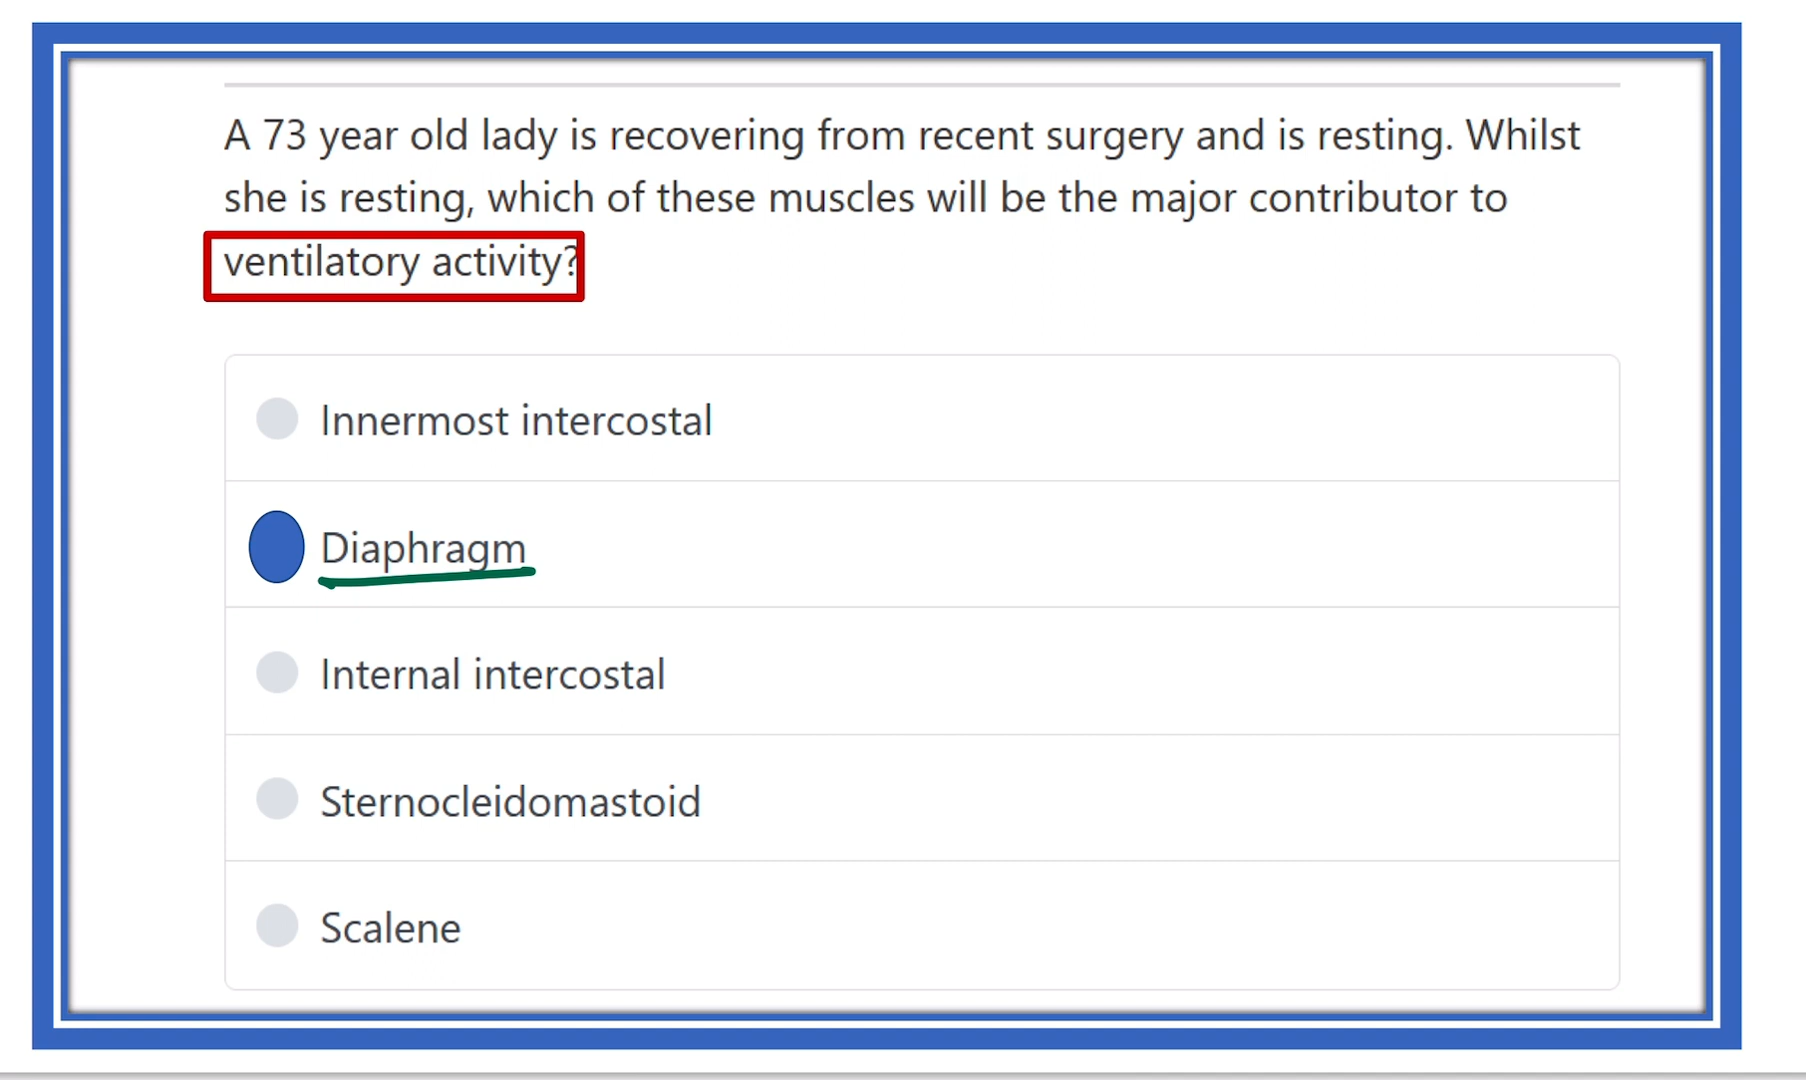 A 73 year old lady is recovering from recent surgery and is resting. Whilst
she is resting, which of these muscles will be the major contributor to
ventilatory activity?
Innermost intercostal
Diaphragm
Internal intercostal
Sternocleidomastoid
Scalene